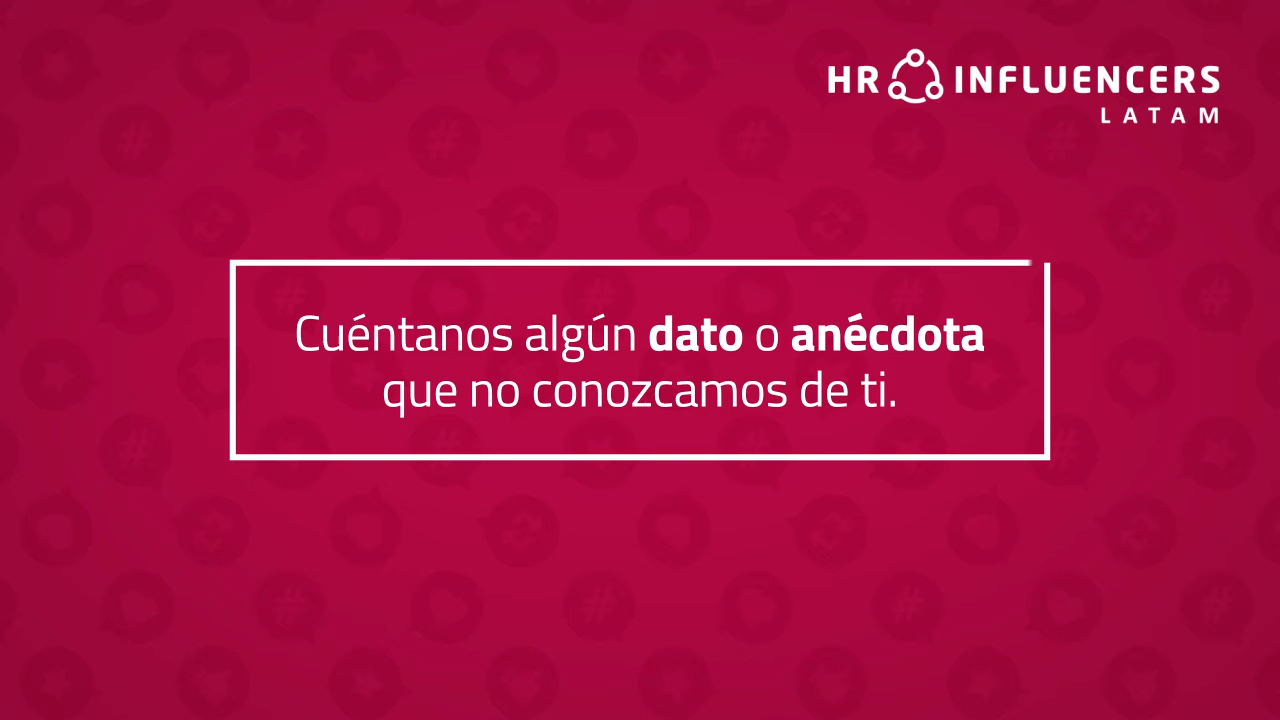 HR INFLUENCERS
LATAM
Cuéntanos algún dato o anécdota
que no conozcamos de ti.